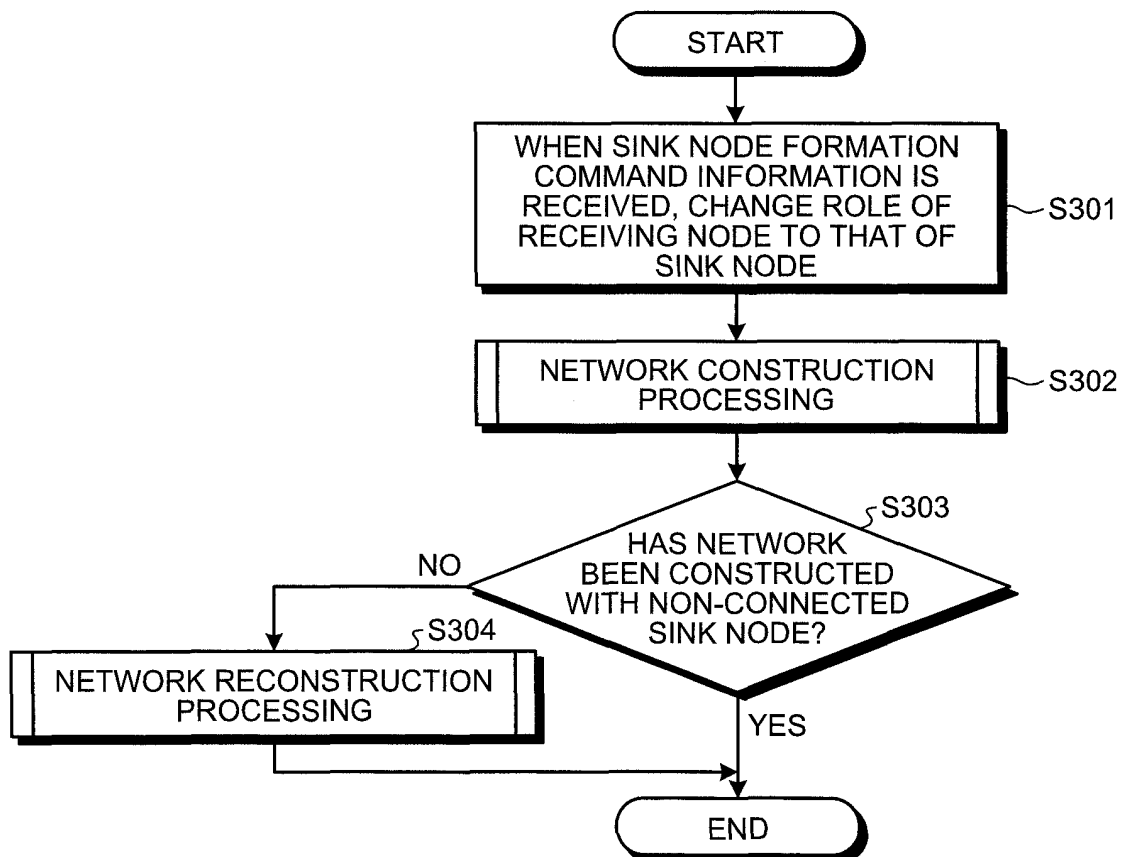 START
WHEN SINK NODE FORMATION
COMMAND INFORMATION IS
RECEIVED, CHANGE ROLE OF
RECEIVING NODE TO THAT OF
SINK NODE
S301
NETWORK CONSTRUCTION
PROCESSING
S302
S303
HAS NETWORK
BEEN CONSTRUCTED
WITH NON-CONNECTED
SINK NODE?
NO
S304
NETWORK RECONSTRUCTION
PROCESSING
YES
END